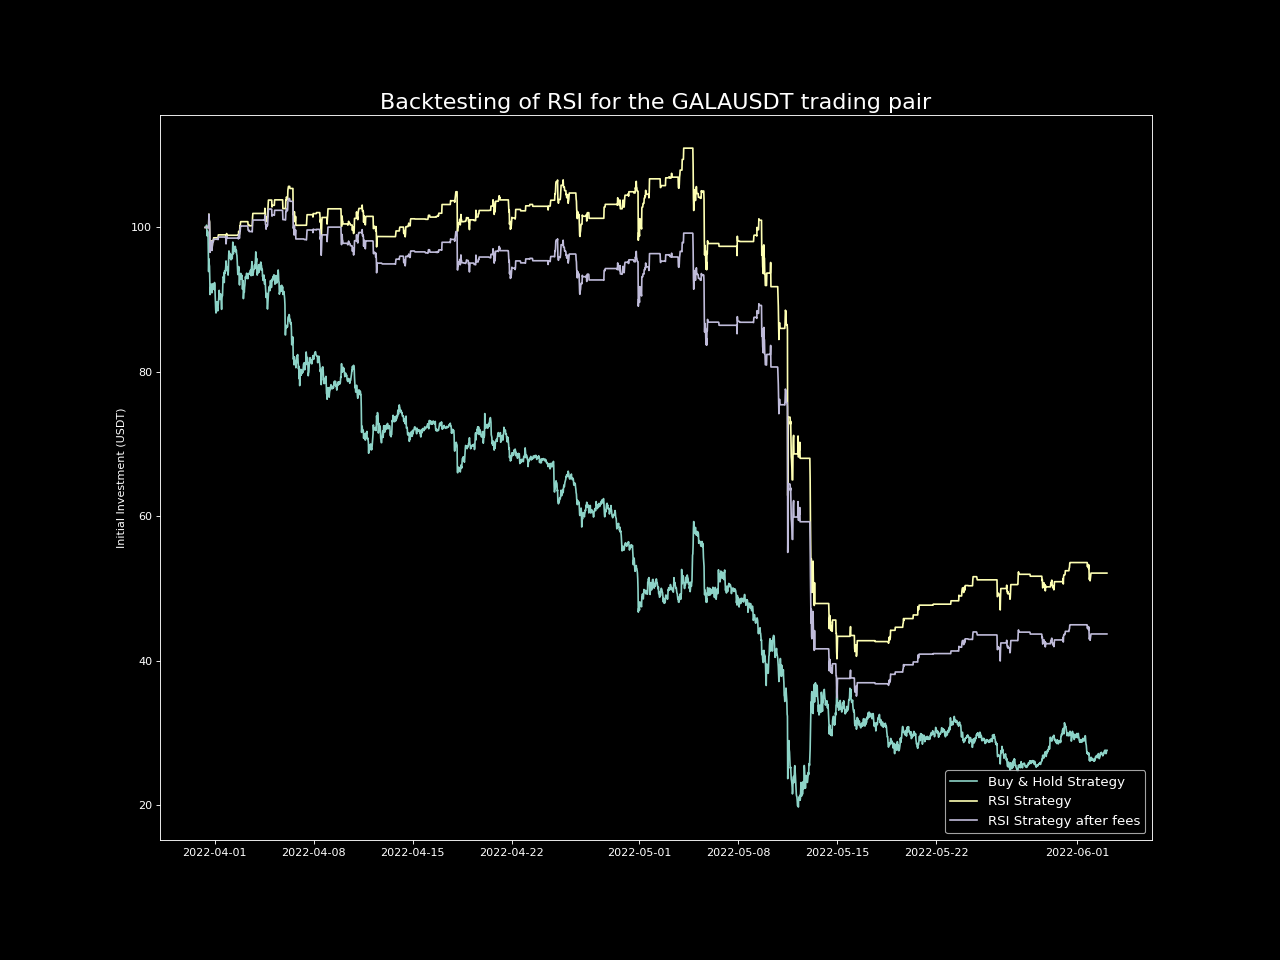 Backtesting of RSI for the GALAUSDT trading pair
Initial Investment (USDT)
100
80
60
40
20
2022-04-01
2022-04-08
2022-04-15
2022-04-22
2022-05-01
2022-05-08
2022-05-15
2022-05-22
2022-06-01
Buy & Hold Strategy
RSI Strategy
RSI Strategy after fees